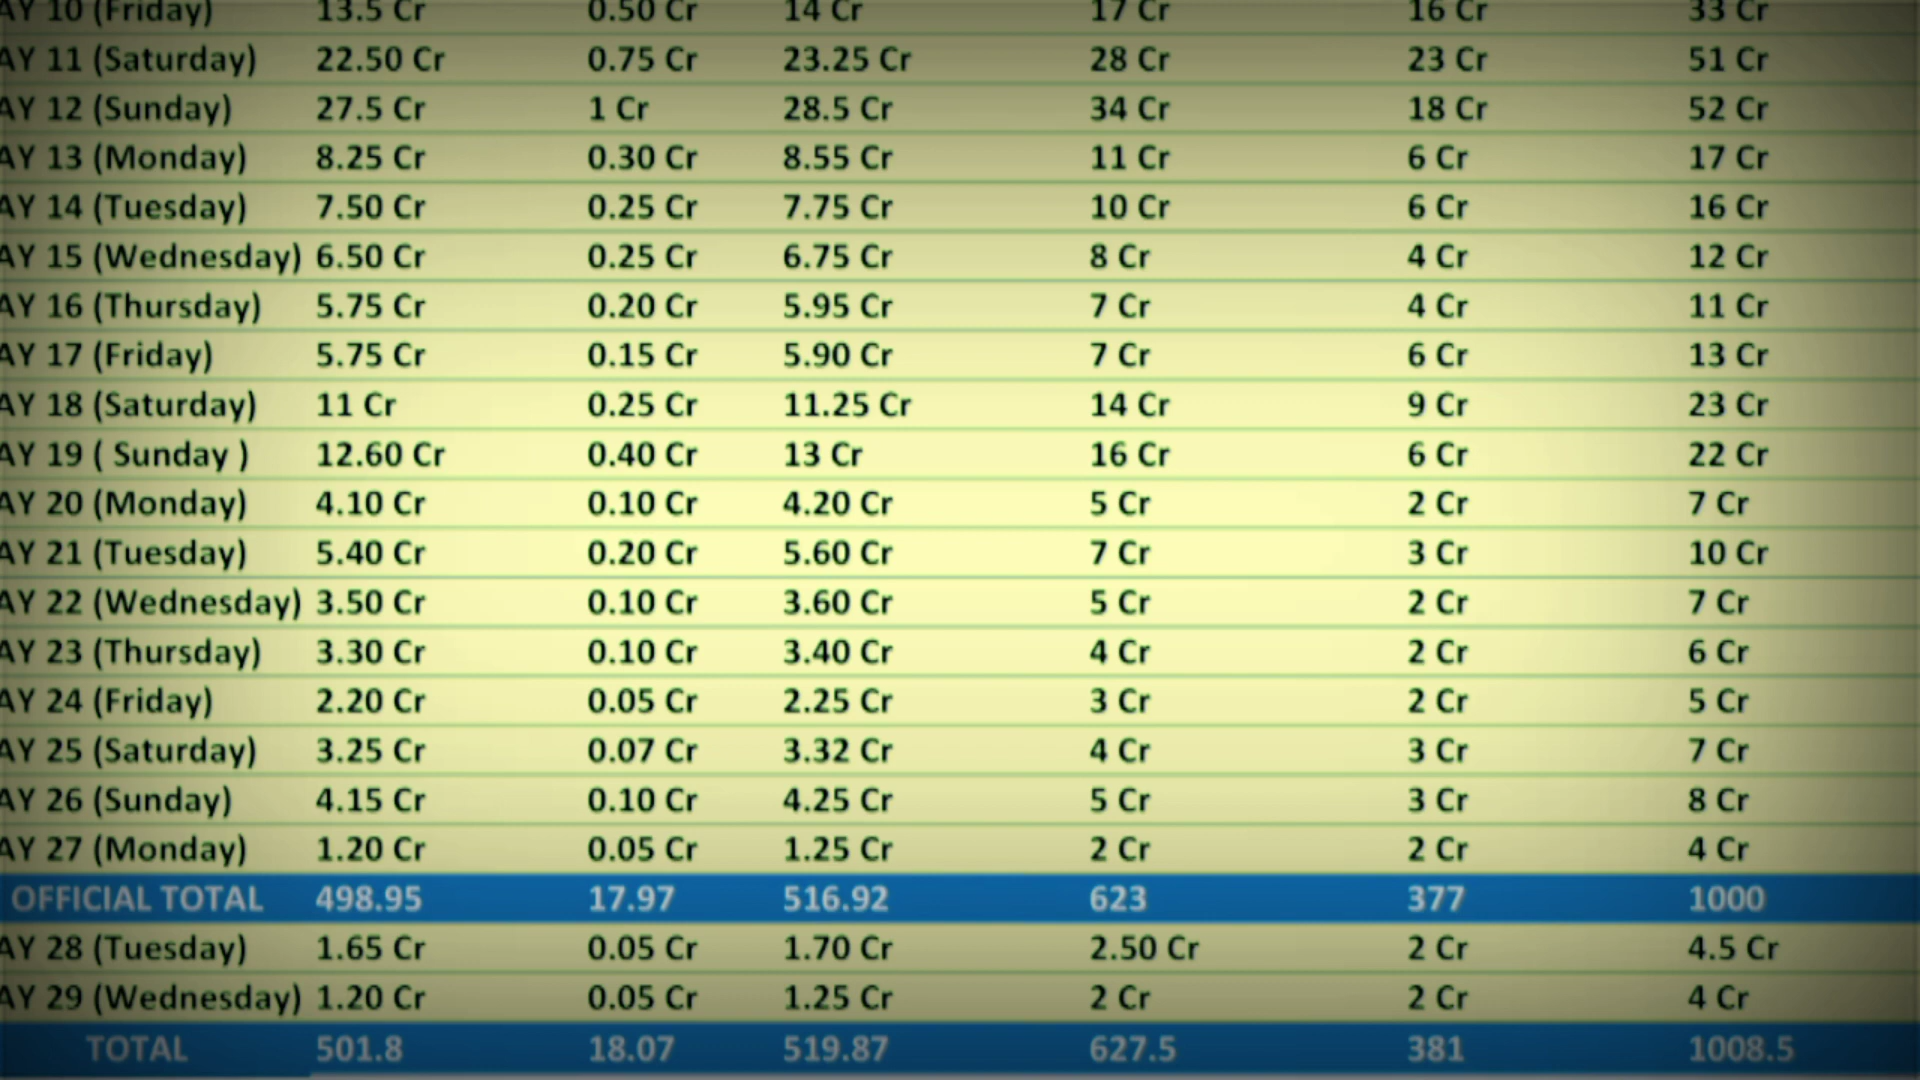 AY 10 (Friday) 13.5 Cr 0.50 Cr 14 Cr 17 Cr 16 Cr 33 Cr
AY 11 (Saturday) 22.50 Cr 0.75 Cr 23.25 Cr 28 Cr 23 Cr 51 Cr
AY 12 (Sunday) 27.5 Cr 1 Cr 28.5 Cr 34 Cr 18 Cr 52 Cr
AY 13 (Monday) 8.25 Cr 0.30 Cr 8.55 Cr 11 Cr 6 Cr 17 Cr
AY 14 (Tuesday) 7.50 Cr 0.25 Cr 7.75 Cr 10 Cr 6 Cr 16 Cr
AY 15 (Wednesday) 6.50 Cr 0.25 Cr 6.75 Cr 8 Cr 4 Cr 12 Cr
AY 16 (Thursday) 5.75 Cr 0.20 Cr 5.95 Cr 7 Cr 4 Cr 11 Cr
AY 17 (Friday) 5.75 Cr 0.15 Cr 5.90 Cr 7 Cr 6 Cr 13 Cr
AY 18 (Saturday) 11 Cr 0.25 Cr 11.25 Cr 14 Cr 9 Cr 23 Cr
AY 19 ( Sunday ) 12.60 Cr 0.40 Cr 13 Cr 16 Cr 6 Cr 22 Cr
AY 20 (Monday) 4.10 Cr 0.10 Cr 4.20 Cr 5 Cr 2 Cr 7 Cr
AY 21 (Tuesday) 5.40 Cr 0.20 Cr 5.60 Cr 7 Cr 3 Cr 10 Cr
AY 22 (Wednesday) 3.50 Cr 0.10 Cr 3.60 Cr 5 Cr 2 Cr 7 Cr
AY 23 (Thursday) 3.30 Cr 0.10 Cr 3.40 Cr 4 Cr 2 Cr 6 Cr
AY 24 (Friday) 2.20 Cr 0.05 Cr 2.25 Cr 3 Cr 2 Cr 5 Cr
AY 25 (Saturday) 3.25 Cr 0.07 Cr 3.32 Cr 4 Cr 3 Cr 7 Cr
AY 26 (Sunday) 4.15 Cr 0.10 Cr 4.25 Cr 5 Cr 3 Cr 8 Cr
AY 27 (Monday) 1.20 Cr 0.05 Cr 1.25 Cr 2 Cr 2 Cr 4 Cr
OFFICIAL TOTAL 498.95 17.97 516.92 623 377 1000
AY 28 (Tuesday) 1.65 Cr 0.05 Cr 1.70 Cr 2.50 Cr 2 Cr 4.5 Cr
AY 29 (Wednesday) 1.20 Cr 0.05 Cr 1.25 Cr 2 Cr 2 Cr 4 Cr
TOTAL 501.8 18.07 519.87 627.5 381 1008.5